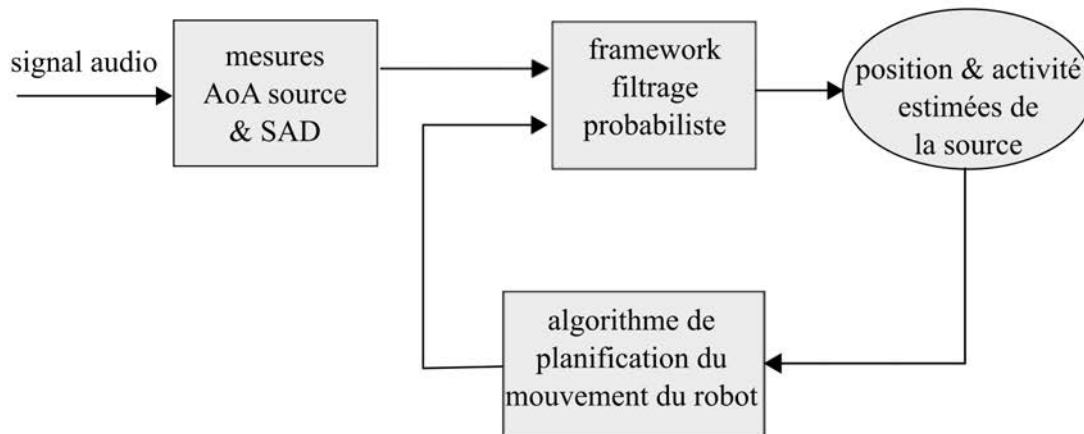 signal audio
mesures
AoA source
& SAD
framework
filtrage
probabiliste
position & activité
estimées de
la source
algorithme de
planification du
mouvement du robot